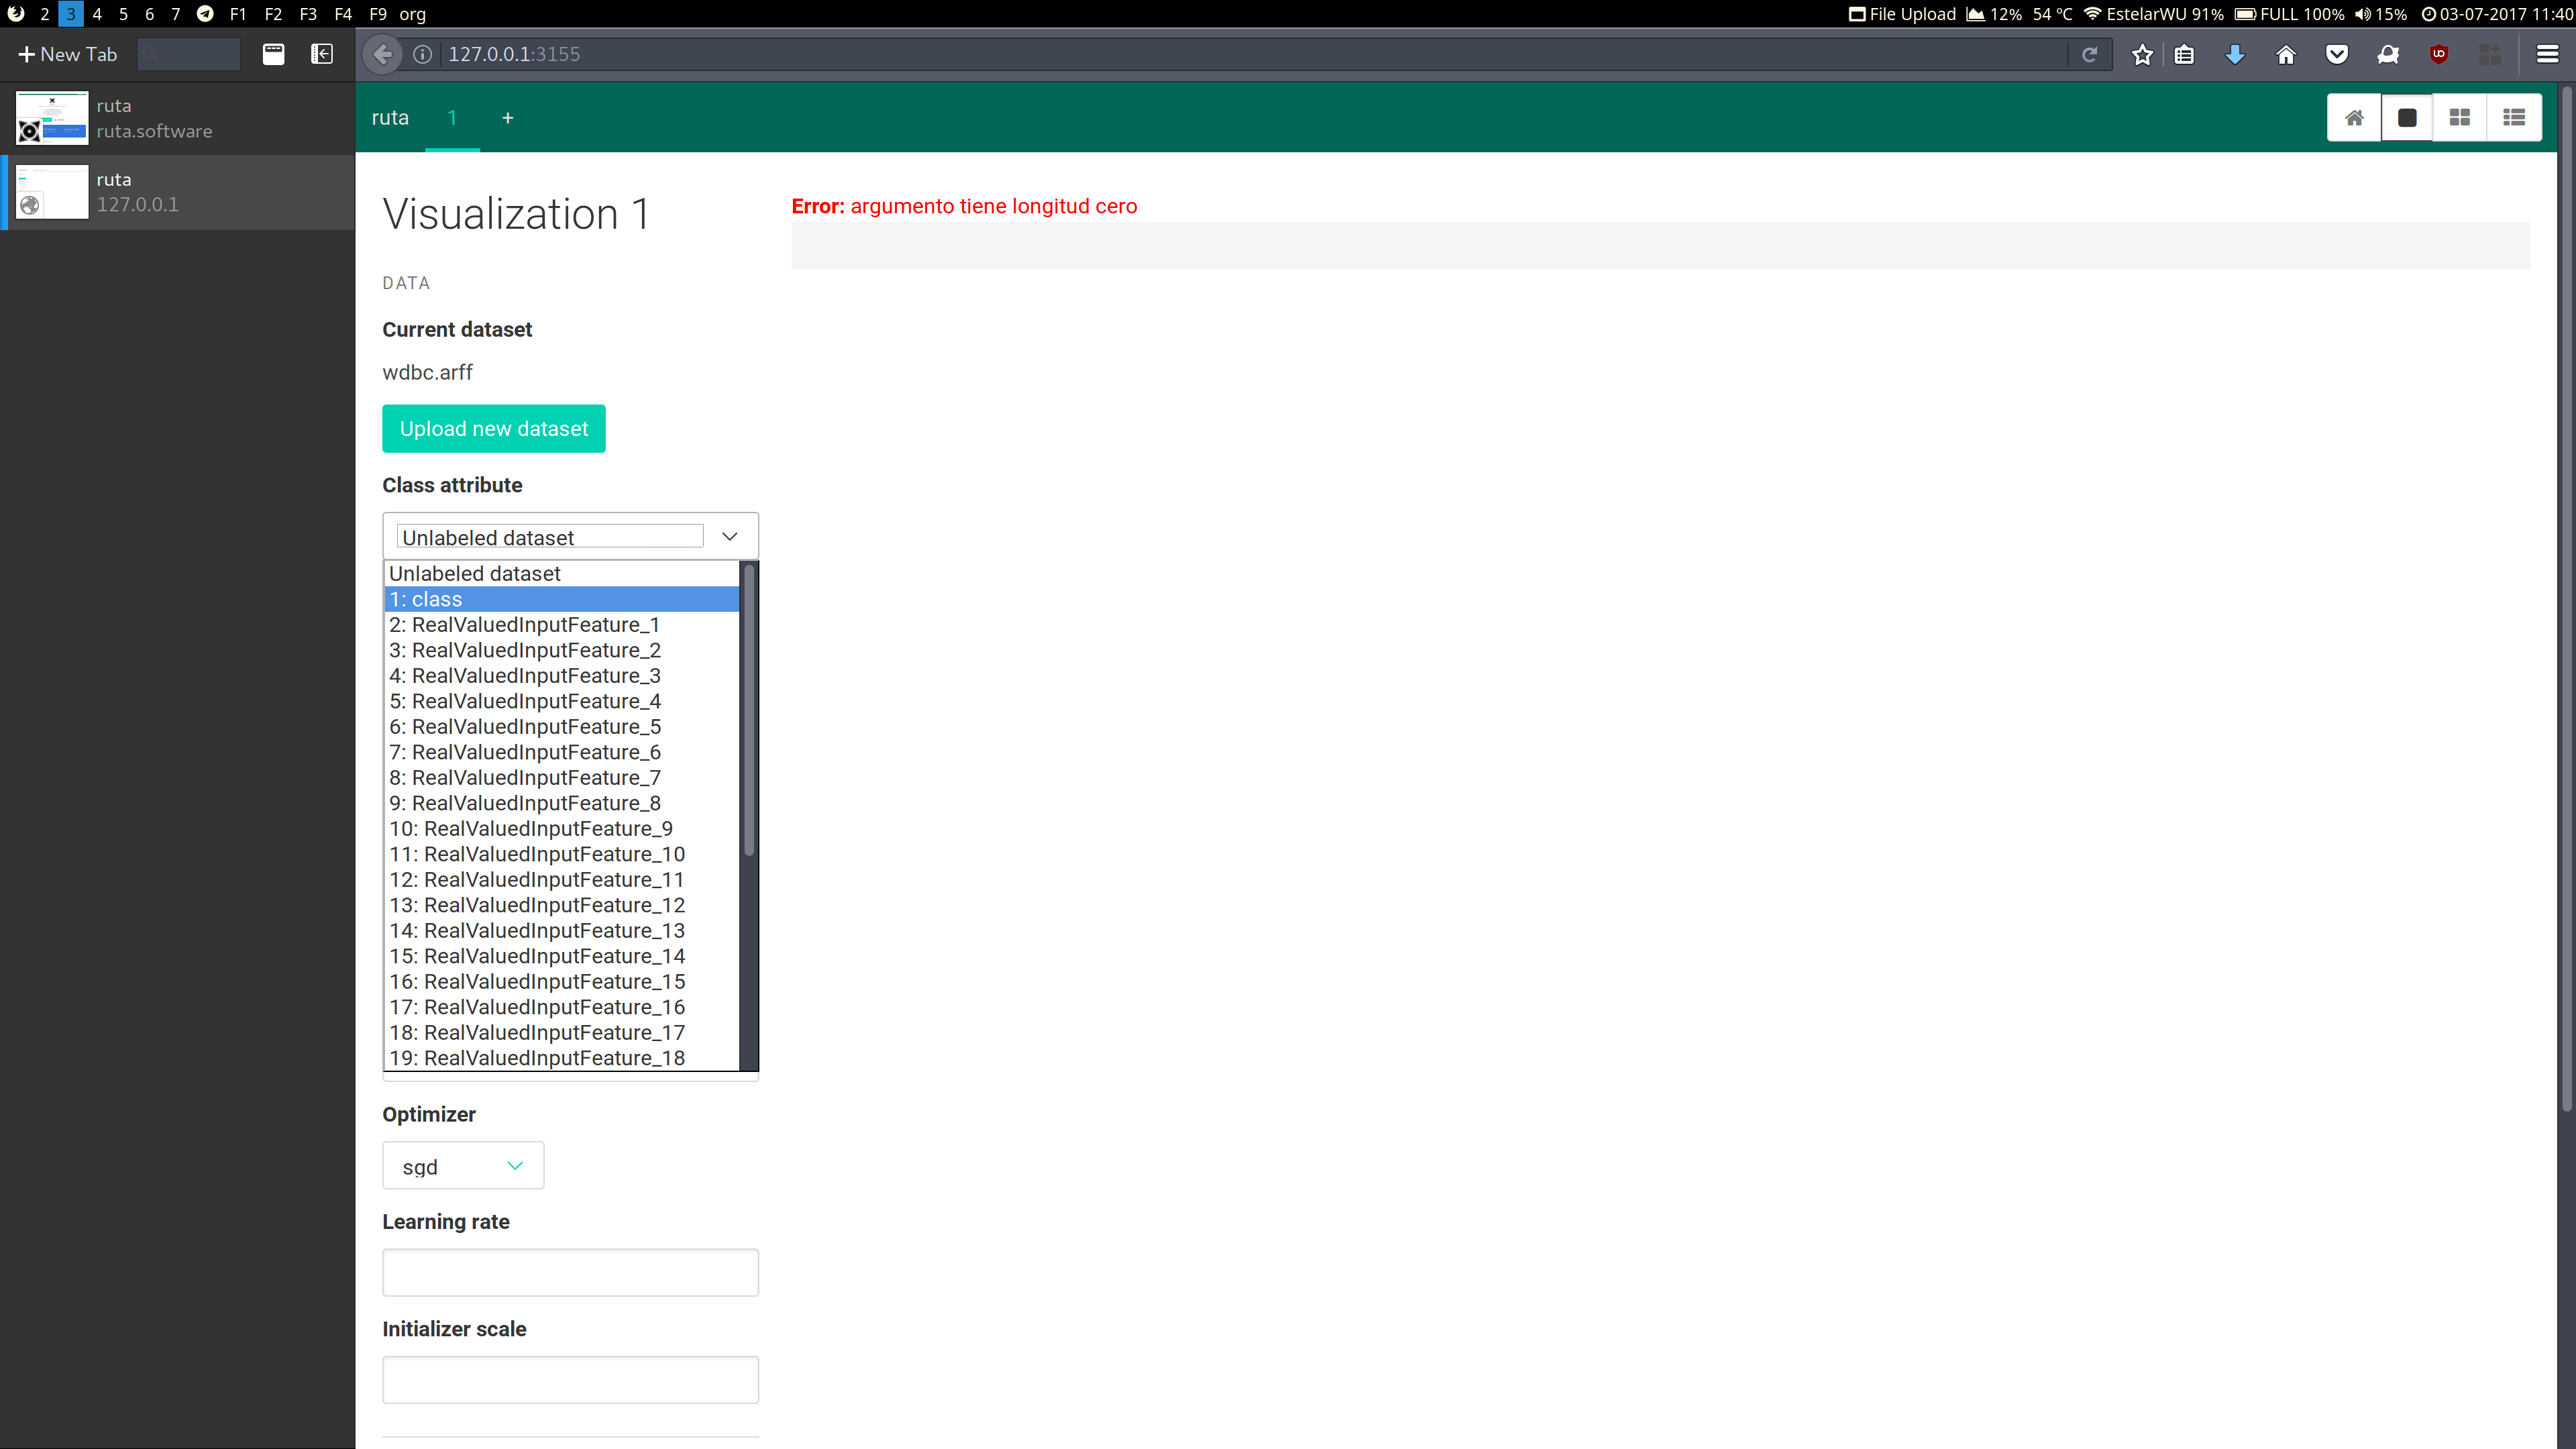 2 3 4 5 6 7 F1 F2 F3 F4 F9 org
File Upload 12% 54 ºC EstelarWU 91% FULL 100% 15% 03-07-2017 11:40
New Tab
127.0.0.1:3155
ruta
ruta.software
ruta
127.0.0.1
ruta 1 +
Visualization 1
Error: argumento tiene longitud cero
DATA
Current dataset
wdbc.arff
Upload new dataset
Class attribute
Unlabeled dataset
Unlabeled dataset
1: class
2: RealValuedInputFeature_1
3: RealValuedInputFeature_2
4: RealValuedInputFeature_3
5: RealValuedInputFeature_4
6: RealValuedInputFeature_5
7: RealValuedInputFeature_6
8: RealValuedInputFeature_7
9: RealValuedInputFeature_8
10: RealValuedInputFeature_9
11: RealValuedInputFeature_10
12: RealValuedInputFeature_11
13: RealValuedInputFeature_12
14: RealValuedInputFeature_13
15: RealValuedInputFeature_14
16: RealValuedInputFeature_15
17: RealValuedInputFeature_16
18: RealValuedInputFeature_17
19: RealValuedInputFeature_18
Optimizer
sgd
Learning rate
Initializer scale